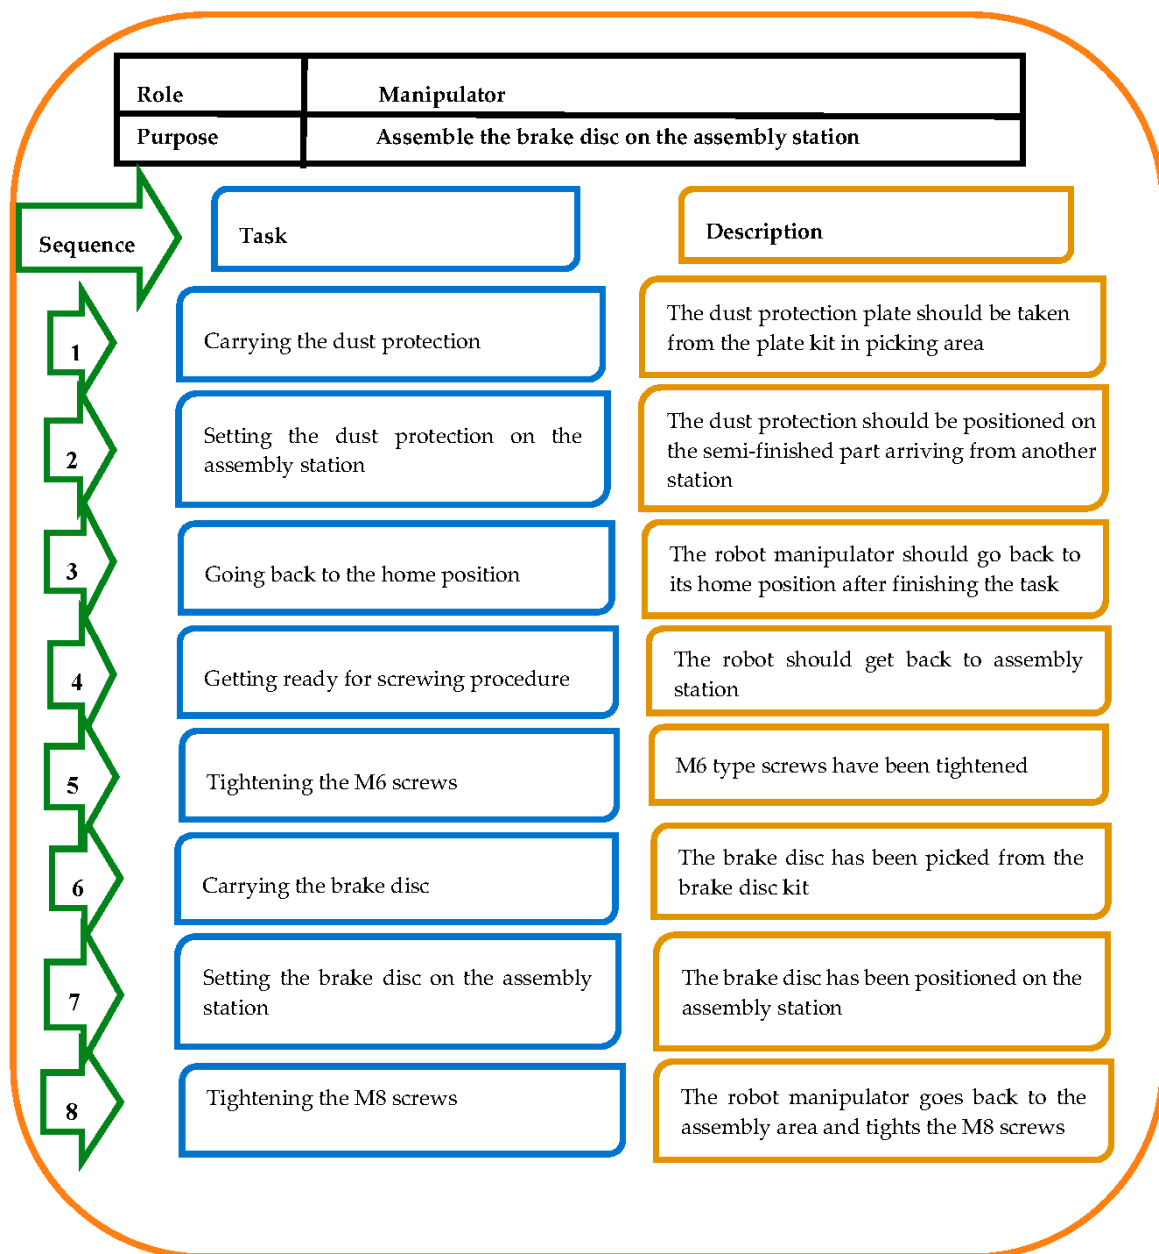 Role Manipulator
Purpose Assemble the brake disc on the assembly station
Sequence Task Description
1
Carrying the dust protection
The dust protection plate should be taken
from the plate kit in picking area
2
Setting the dust protection on the
assembly station
The dust protection should be positioned on
the semi-finished part arriving from another
station
3
Going back to the home position
The robot manipulator should go back to
its home position after finishing the task
4
Getting ready for screwing procedure
The robot should get back to assembly
station
5
Tightening the M6 screws
M6 type screws have been tightened
6
Carrying the brake disc
The brake disc has been picked from the
brake disc kit
7
Setting the brake disc on the assembly
station
The brake disc has been positioned on the
assembly station
8
Tightening the M8 screws
The robot manipulator goes back to the
assembly area and tights the M8 screws